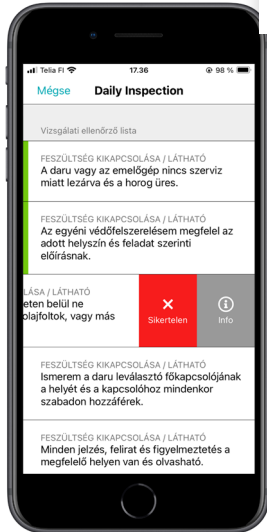 Telia FI 17.36 98 %
Mégse Daily Inspection
Vizsgálati ellenőrző lista
FESZÜLTSÉG KIKAPCSOLÁSA / LÁTHATÓ
A daru vagy az emelőgép nincs szerviz
miatt lezárva és a horog üres.
FESZÜLTSÉG KIKAPCSOLÁSA / LÁTHATÓ
Az egyéni védőfelszerelésem megfelel az
adott helyszín és feladat szerinti
előírásnak.
LÁSA / LÁTHATÓ
eten belül ne
olajfoltok, vagy más
Sikertelen
Info
FESZÜLTSÉG KIKAPCSOLÁSA / LÁTHATÓ
Ismerem a daru leválasztó főkapcsolójának
a helyét és a kapcsolóhoz mindenkor
szabadon hozzáférek.
FESZÜLTSÉG KIKAPCSOLÁSA / LÁTHATÓ
Minden jelzés, felirat és figyelmeztetés a
megfelelő helyen van és olvasható.